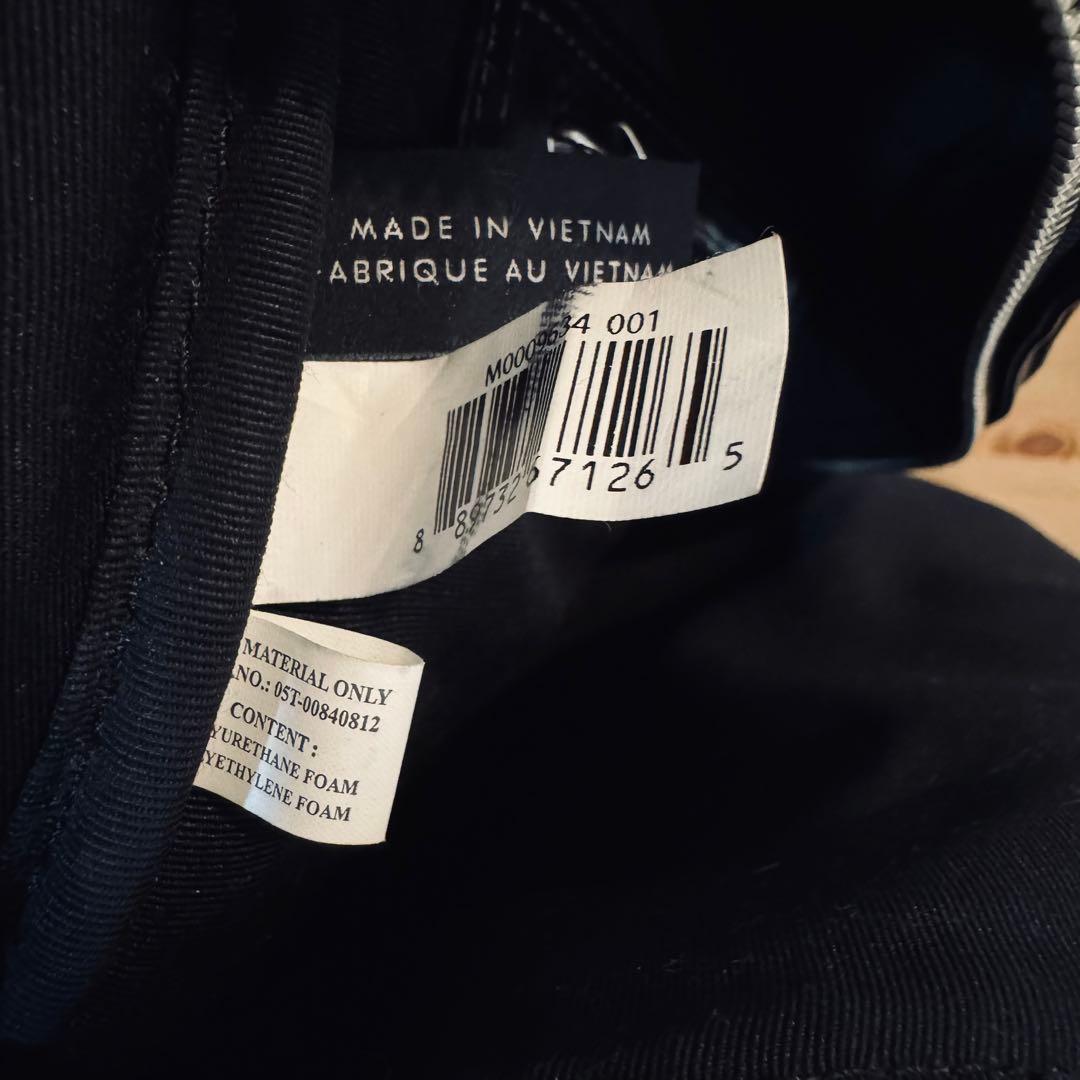 MADE IN VIETNAM
ABRIQUE AU VIETNAM
M0009634 001
8 89732 67126 5
MATERIAL ONLY
.NO.: 05T-00840812
CONTENT:
YURETHANE FOAM
YETHYLENE FOAM